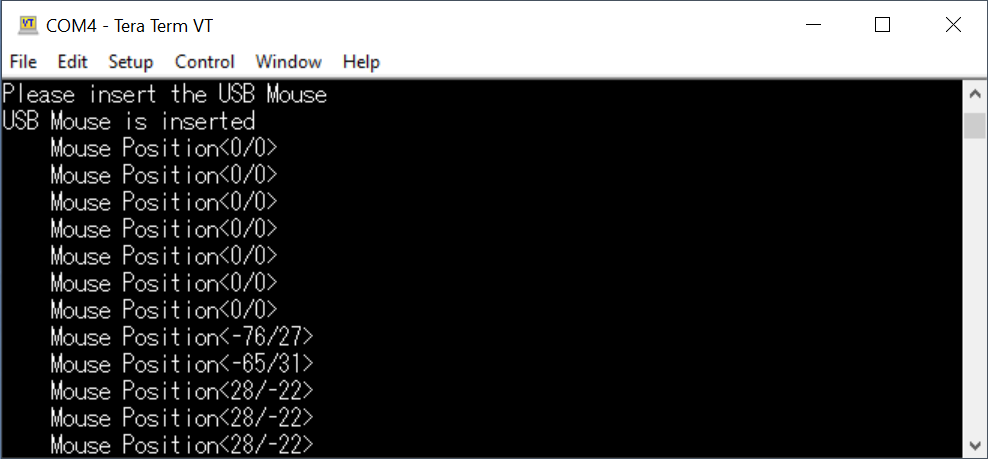 COM4 - Tera Term VT
File Edit Setup Control Window Help
Please insert the USB Mouse
USB Mouse is inserted
Mouse Position<0/0>
Mouse Position<0/0>
Mouse Position<0/0>
Mouse Position<0/0>
Mouse Position<0/0>
Mouse Position<0/0>
Mouse Position<0/0>
Mouse Position<-76/27>
Mouse Position<-65/31>
Mouse Position<28/-22>
Mouse Position<28/-22>
Mouse Position<28/-22>